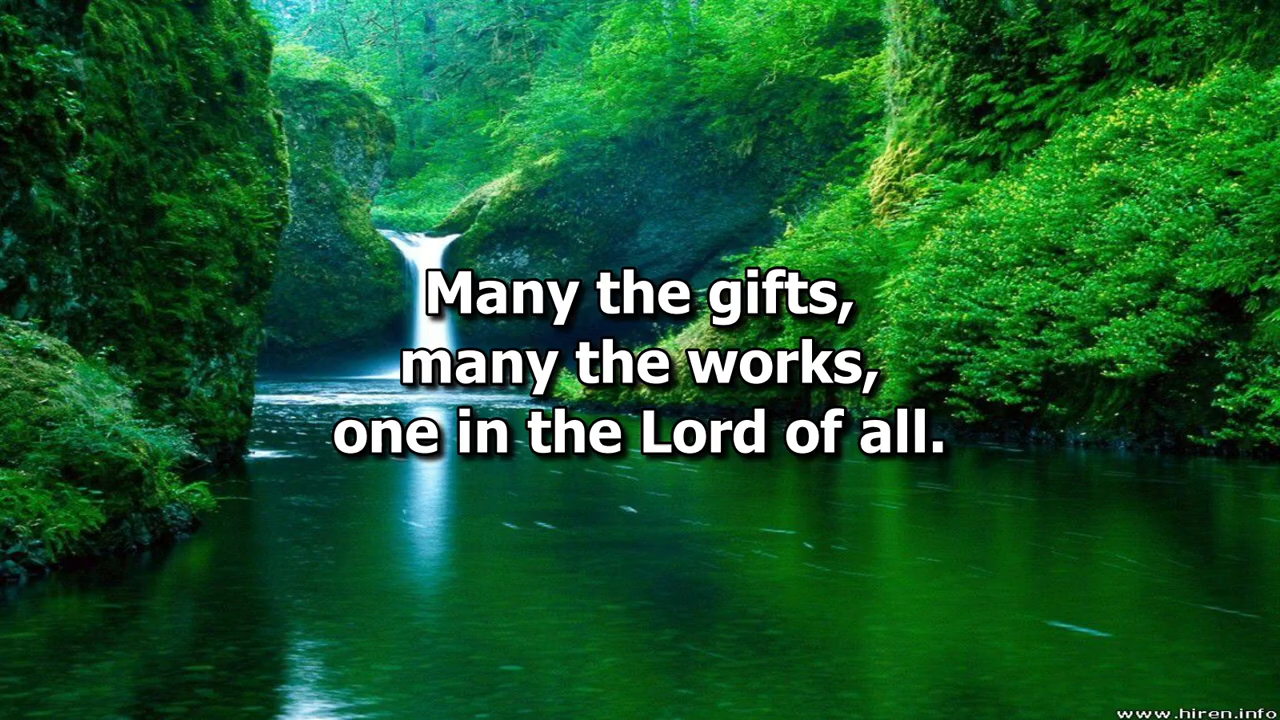 Many the gifts,
many the works,
one in the Lord of all.
www.hiren.info